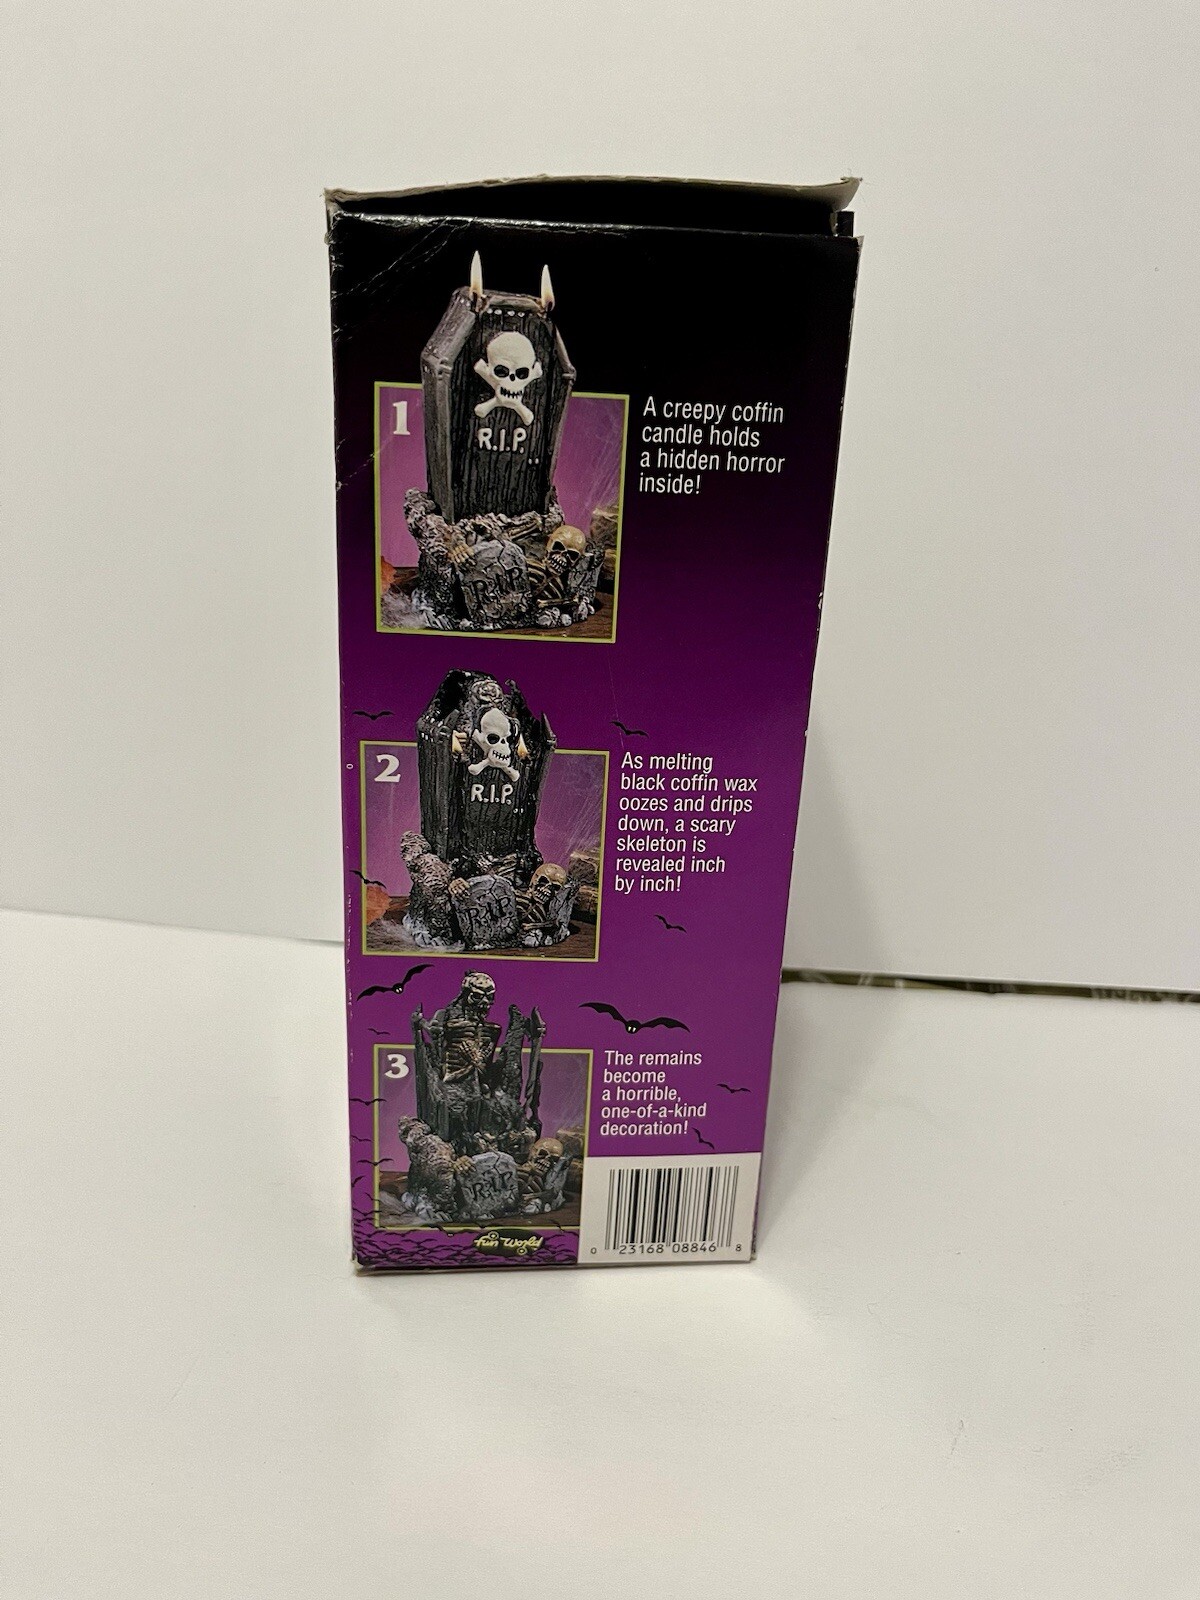 1
R.I.P.
R.I.P
A creepy coffin
candle holds
a hidden horror
inside!
2
R.I.P.
R.I.P
As melting
black coffin wax
oozes and drips
down, a scary
skeleton is
revealed inch
by inch!
3
R.I.P
The remains
become
a horrible,
one-of-a-kind
decoration!
fun World
0 23168 08846 8